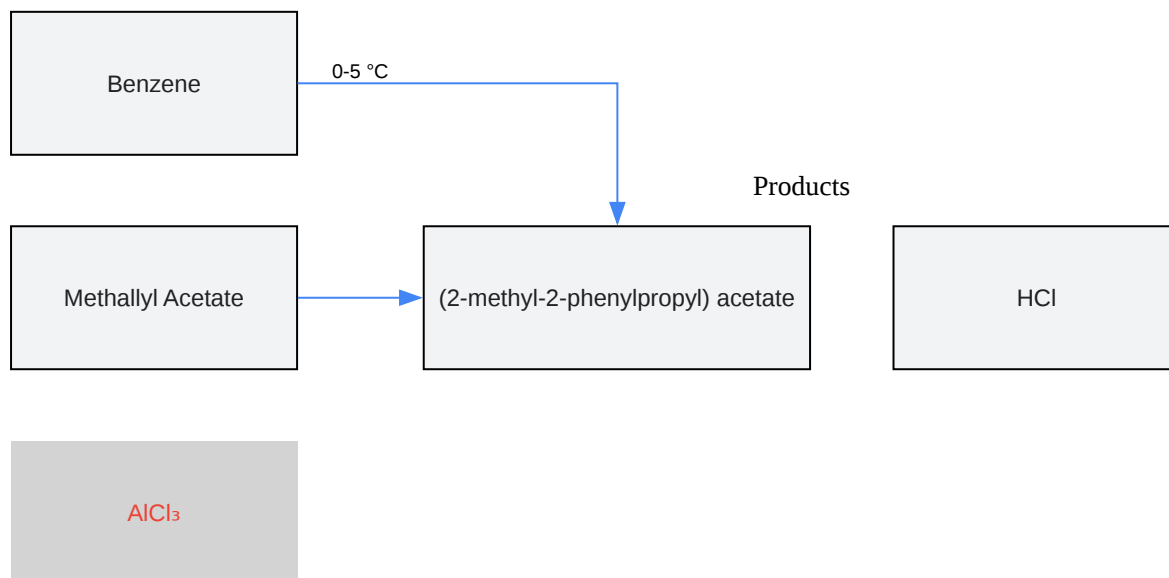 Benzene
0-5 °C
Products
Methallyl Acetate
(2-methyl-2-phenylpropyl) acetate
HCl
AlCl₃